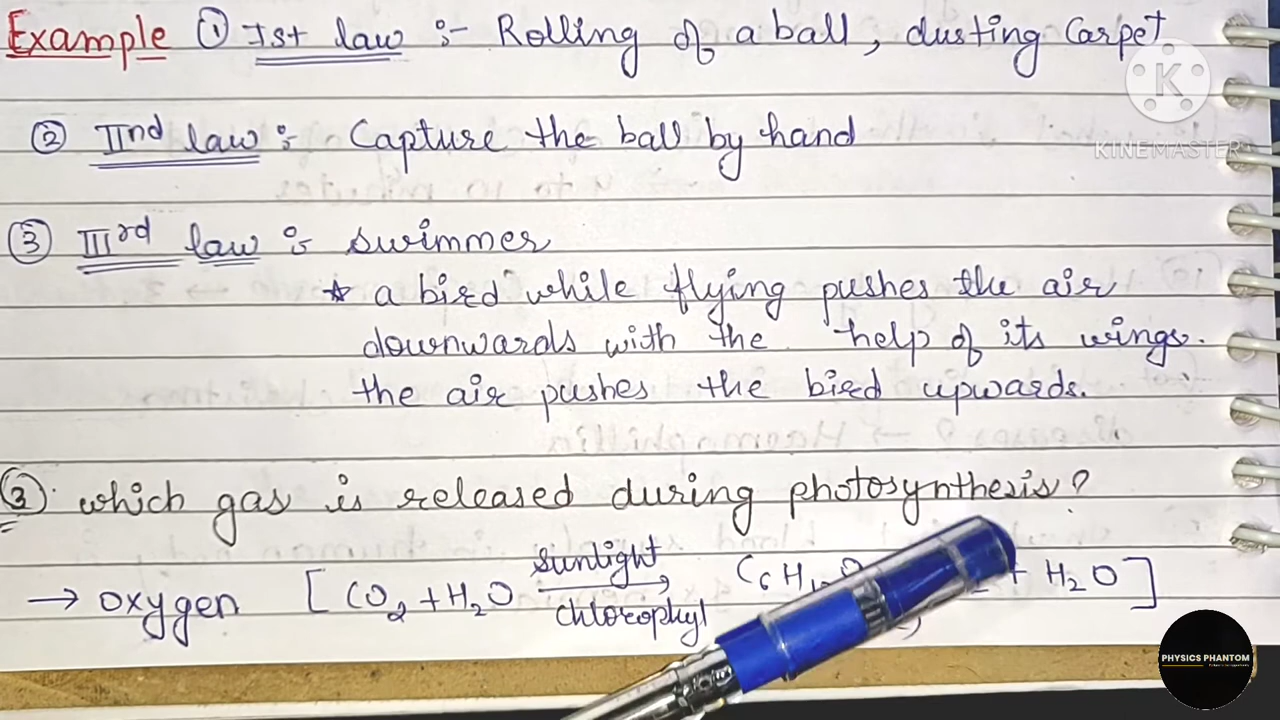 Example ① Ist law :- Rolling of a ball, dusting Carpet
② IInd law :- Capture the ball by hand
③ IIIrd law :- swimmer
☆ a bird while flying pushes the air
downwards with the help of its wings.
the air pushes the bird upwards.
③. which gas is released during photosynthesis?
→ oxygen [CO2 + H2O sunlight → chlorophyl C6H12O + H2O]
K
KINEMASTER
PHYSICS PHANTOM